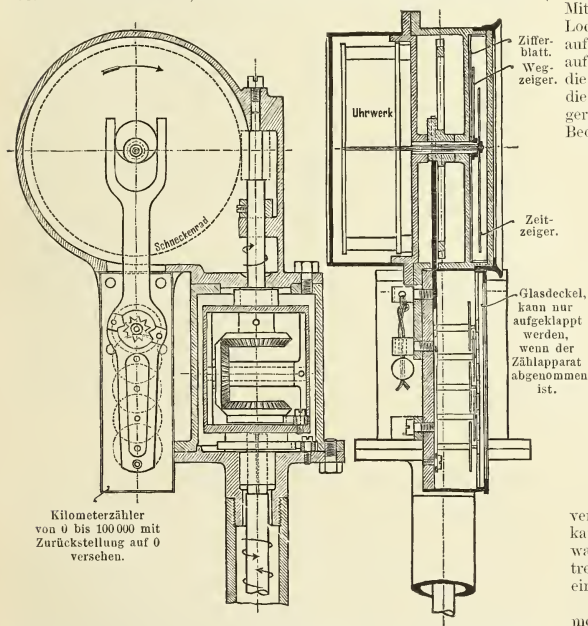 Schneckenrad
Uhrwerk
Ziffer-
blatt.
Weg-
zeiger.
Zeit-
zeiger.
Glasdeckel,
kann nur
aufgeklappt
werden,
wenn der
Zählapparat
abgenommen
ist.
Kilometerzähler
von 0 bis 100 000 mit
Zurückstellung auf 0
versehen.
Mit
Loc
auf
auf
die
die
ger
Bed
ver
ka
wa
tre
ein
me